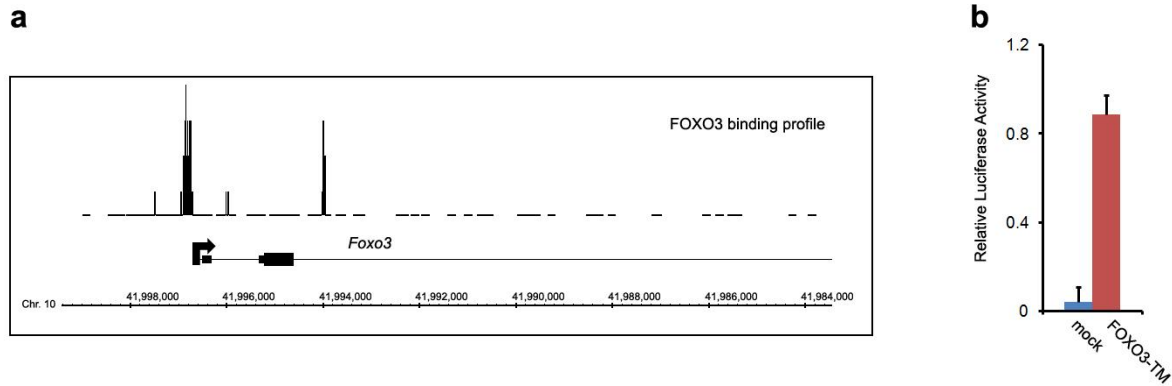 a
FOXO3 binding profile
Foxo3
Chr. 10
41,998,000 41,996,000 41,994,000 41,992,000 41,990,000 41,988,000 41,986,000 41,984,000
b
Relative Luciferase Activity
1.2
0.8
0.4
0
mock
FOXO3-TM